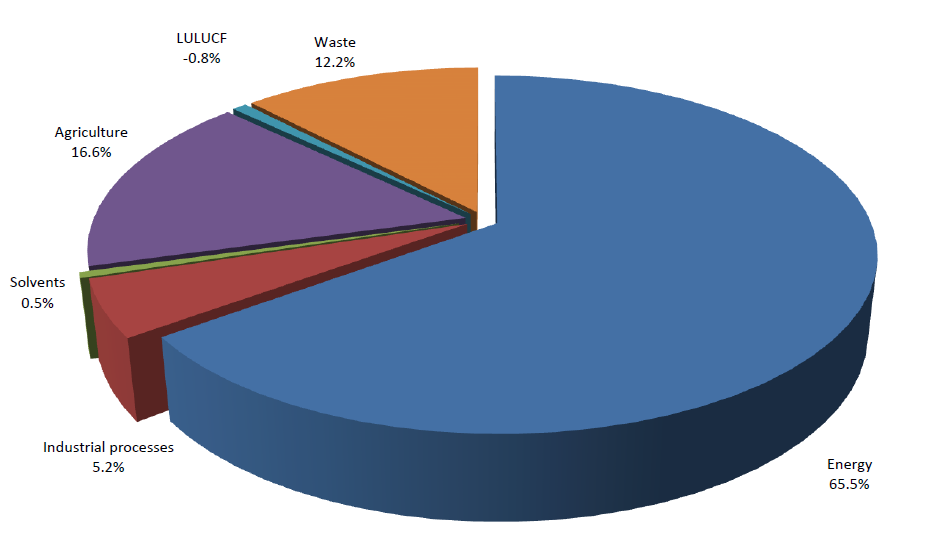 LULUCF
-0.8%
Waste
12.2%
Agriculture
16.6%
Solvents
0.5%
Industrial processes
5.2%
Energy
65.5%